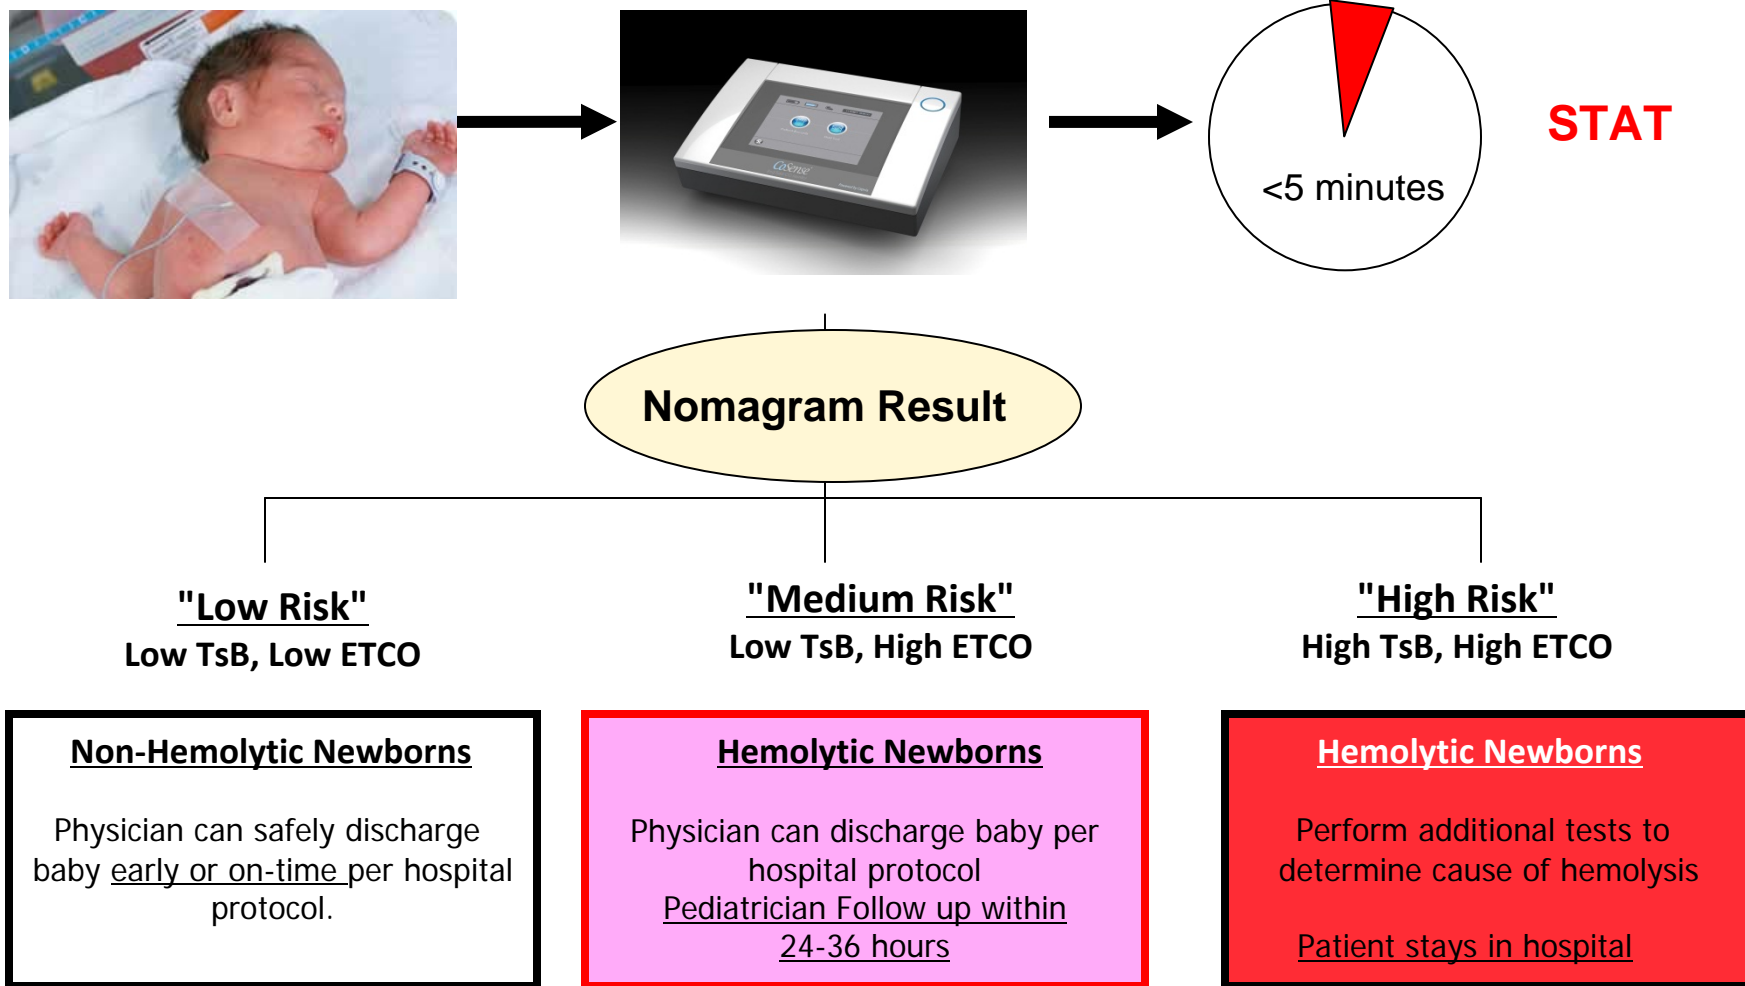 CoSense
<5 minutes
STAT
Nomagram Result
"Low Risk"
Low TsB, Low ETCO
"Medium Risk"
Low TsB, High ETCO
"High Risk"
High TsB, High ETCO
Non-Hemolytic Newborns
Physician can safely discharge
baby early or on-time per hospital
protocol.
Hemolytic Newborns
Physician can discharge baby per
hospital protocol
Pediatrician Follow up within
24-36 hours
Hemolytic Newborns
Perform additional tests to
determine cause of hemolysis
Patient stays in hospital